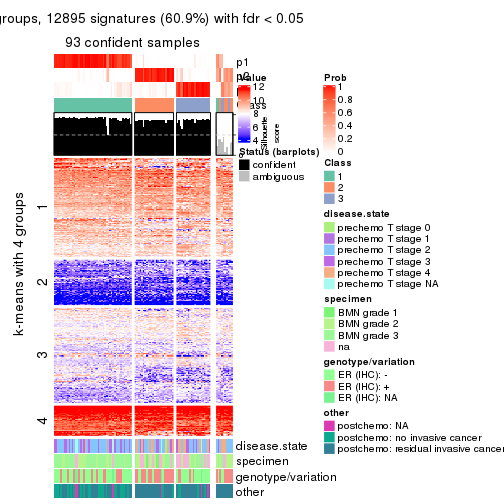 groups, 12895 signatures (60.9%) with fdr < 0.05
93 confident samples
p1
Value
12
10
8
6
4
Silhouette
score
Status (barplots)
confident
ambiguous
k-means with 4 groups
1
2
3
4
disease.state
specimen
genotype/variation
other
Prob
1
0.8
0.6
0.4
0.2
0
Class
1
2
3
disease.state
prechemo T stage 0
prechemo T stage 1
prechemo T stage 2
prechemo T stage 3
prechemo T stage 4
prechemo T stage NA
specimen
BMN grade 1
BMN grade 2
BMN grade 3
na
genotype/variation
ER (IHC): -
ER (IHC): +
ER (IHC): NA
other
postchemo: NA
postchemo: no invasive cancer
postchemo: residual invasive cancer